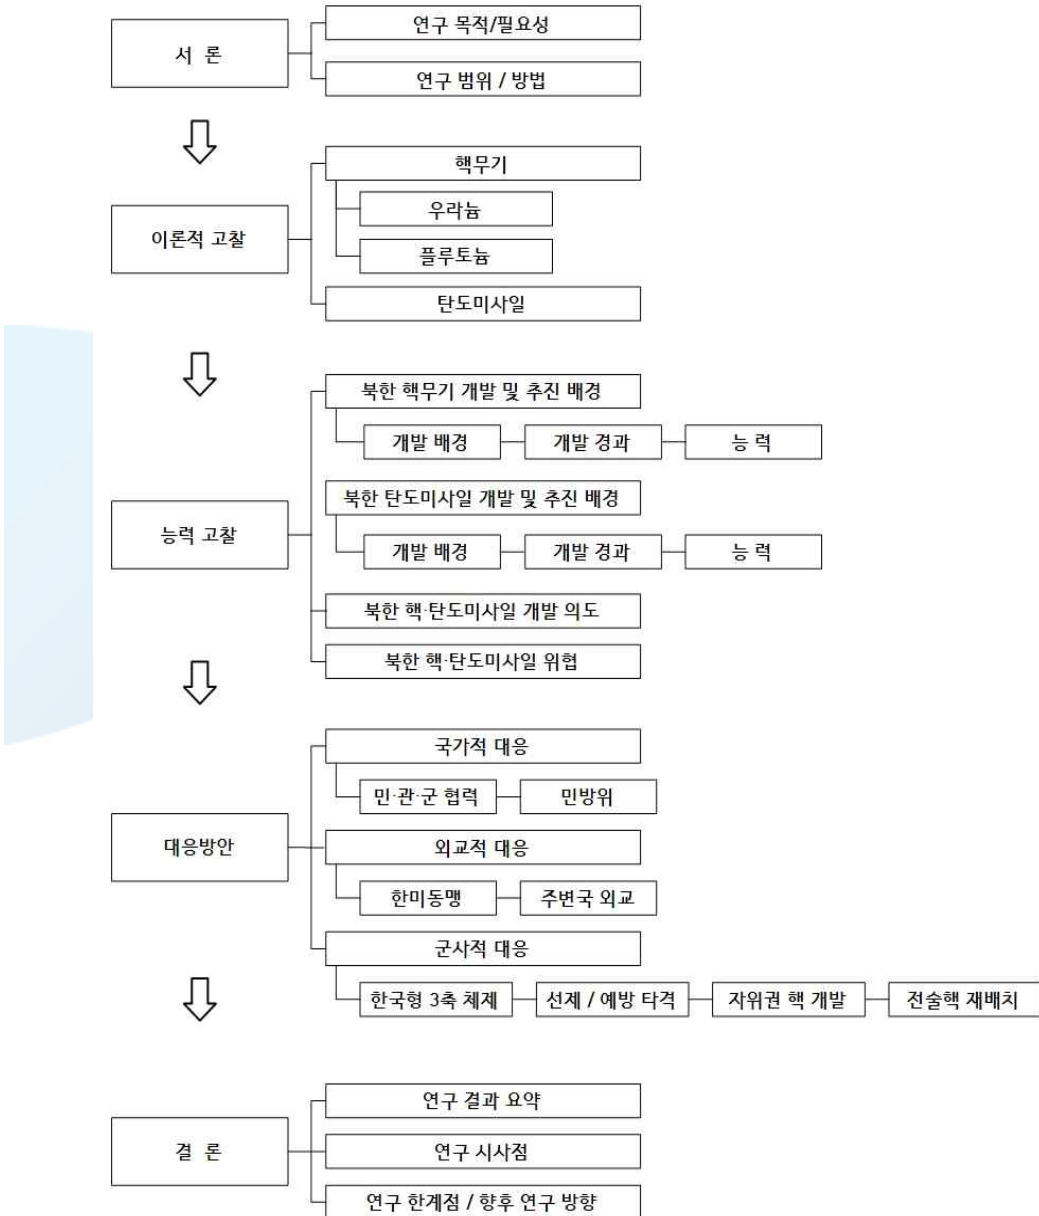 연구 목적/필요성
서 론
연구 범위 / 방법
핵무기
우라늄
이론적 고찰
플루토늄
탄도미사일
북한 핵무기 개발 및 추진 배경
개발 배경
개발 경과
능 력
북한 탄도미사일 개발 및 추진 배경
능력 고찰
개발 배경
개발 경과
능 력
북한 핵·탄도미사일 개발 의도
북한 핵·탄도미사일 위협
국가적 대응
민·관·군 협력
민방위
대응방안
외교적 대응
한미동맹
주변국 외교
군사적 대응
한국형 3축 체제
선제 / 예방 타격
자위권 핵 개발
전술핵 재배치
연구 결과 요약
결 론
연구 시사점
연구 한계점 / 향후 연구 방향